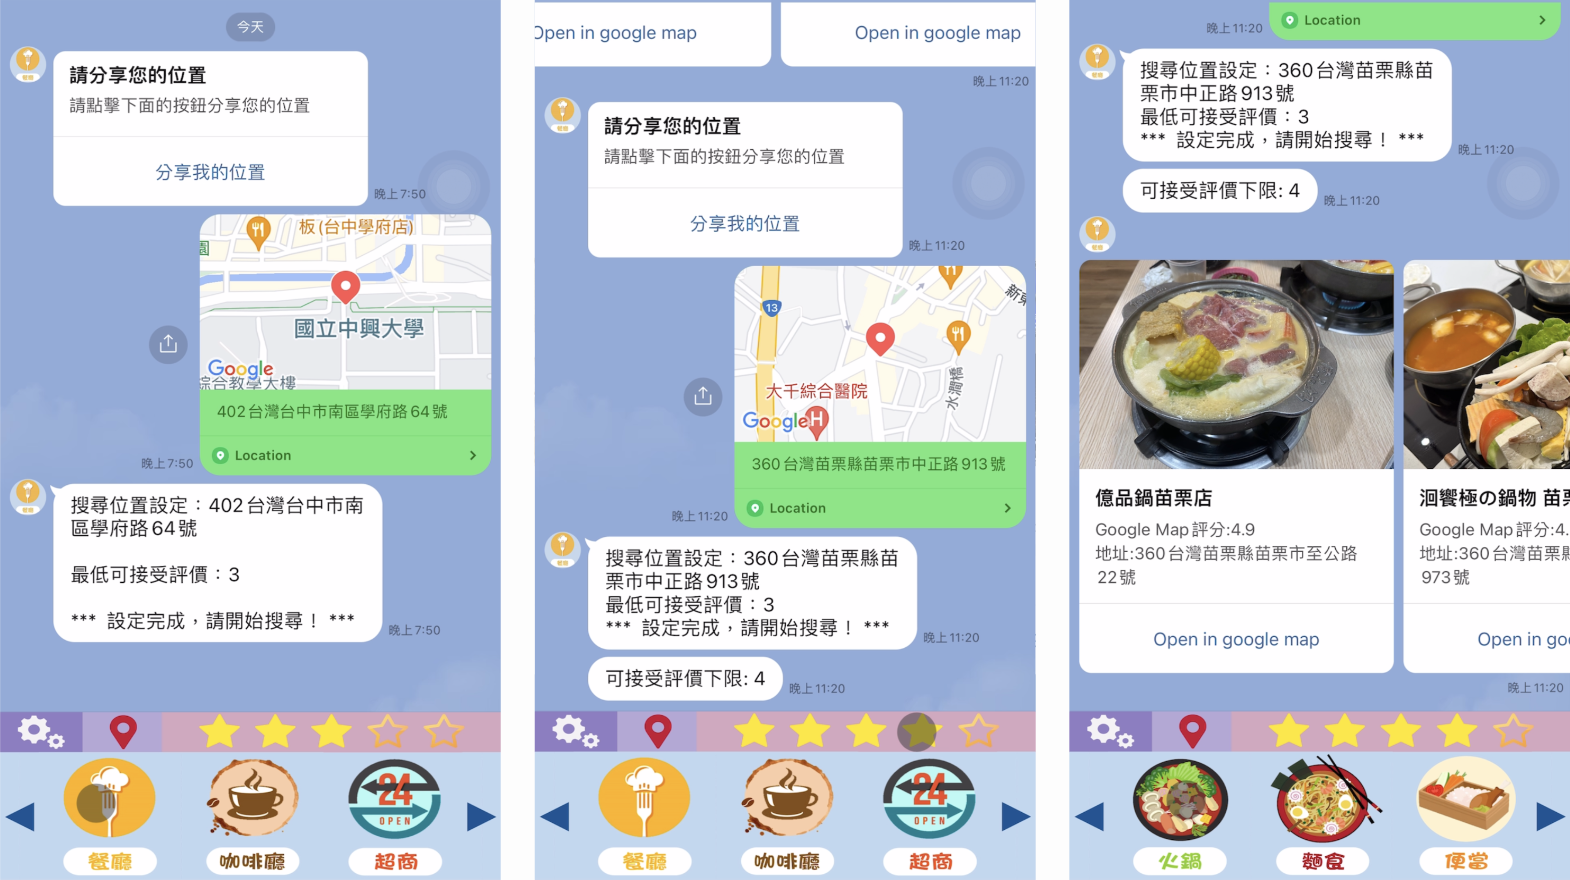 今天
請分享您的位置
請點擊下面的按鈕分享您的位置
分享我的位置
晚上7:50
園
板(台中學府店)
國立中興大學
Google
綜合教學大樓
402台灣台中市南區學府路64號
Location
晚上7:50
搜尋位置設定：402台灣台中市南
區學府路64號
最低可接受評價：3
*** 設定完成，請開始搜尋！ ***
晚上7:50
24
OPEN
餐廳
咖啡廳
超商
Open in google map
Open in google map
晚上11:20
請分享您的位置
請點擊下面的按鈕分享您的位置
分享我的位置
晚上11:20
13
新東
大千綜合醫院
水潤橋
Google
H
360台灣苗栗縣苗栗市中正路913號
Location
晚上11:20
搜尋位置設定：360台灣苗栗縣苗
栗市中正路913號
最低可接受評價：3
*** 設定完成，請開始搜尋！ ***
晚上11:20
可接受評價下限: 4
晚上11:20
24
OPEN
餐廳
咖啡廳
超商
Location
晚上11:20
搜尋位置設定：360台灣苗栗縣苗
栗市中正路913號
最低可接受評價：3
*** 設定完成，請開始搜尋！ ***
晚上11:20
可接受評價下限: 4
晚上11:20
億品鍋苗栗店
Google Map評分:4.9
地址:360台灣苗栗縣苗栗市至公路
22號
Open in google map
洄饗極の鍋物 苗栗
Google Map評分:4.
地址:360台灣苗栗縣
973號
Open in goo
晚上11:20
火鍋
麵食
便當